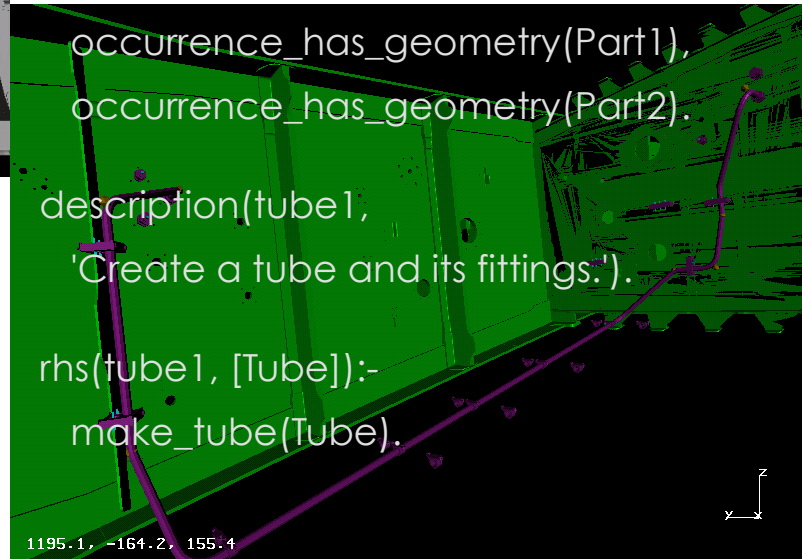 occurrence_has_geometry(Part1),
occurrence_has_geometry(Part2).
description(tube1,
'Create a tube and its fittings.').
rhs(tube1, [Tube]):-
make_tube(Tube).
z
y x
1195.1, -164.2, 155.4